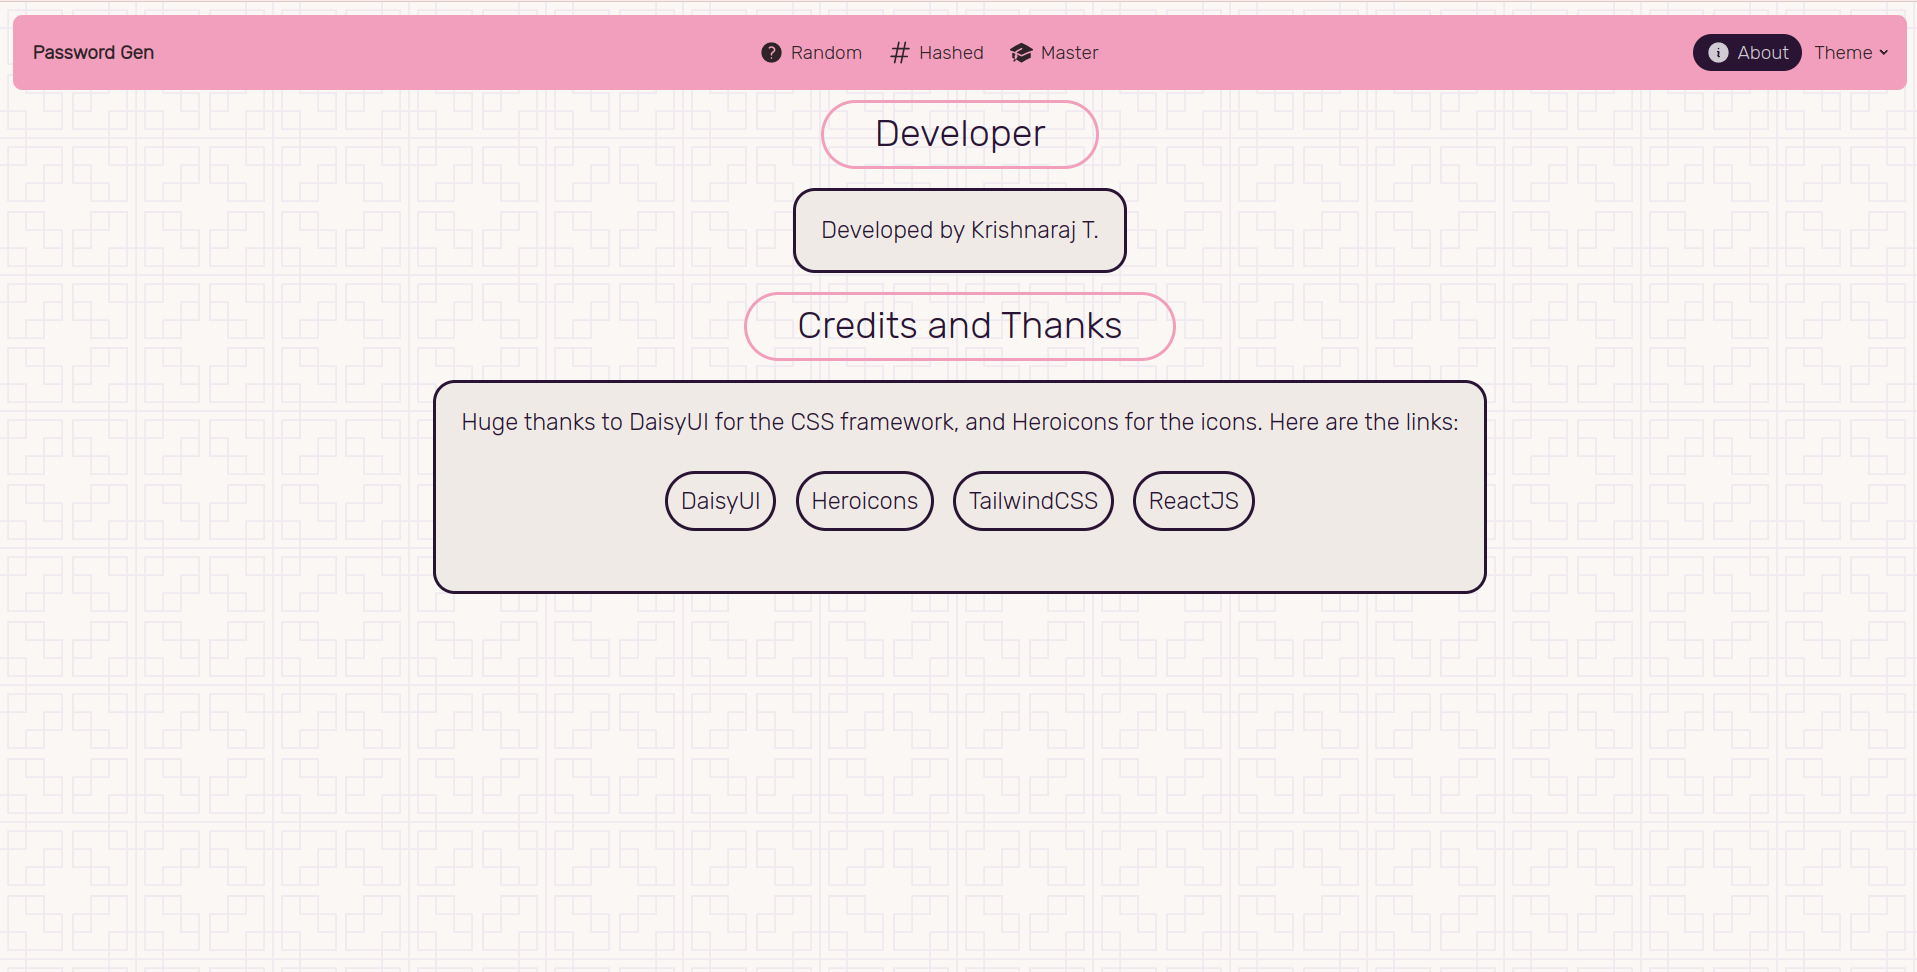 Password Gen
Random
Hashed
Master
About
Theme
Developer
Developed by Krishnaraj T.
Credits and Thanks
Huge thanks to DaisyUI for the CSS framework, and Heroicons for the icons. Here are the links:
DaisyUI
Heroicons
TailwindCSS
ReactJS